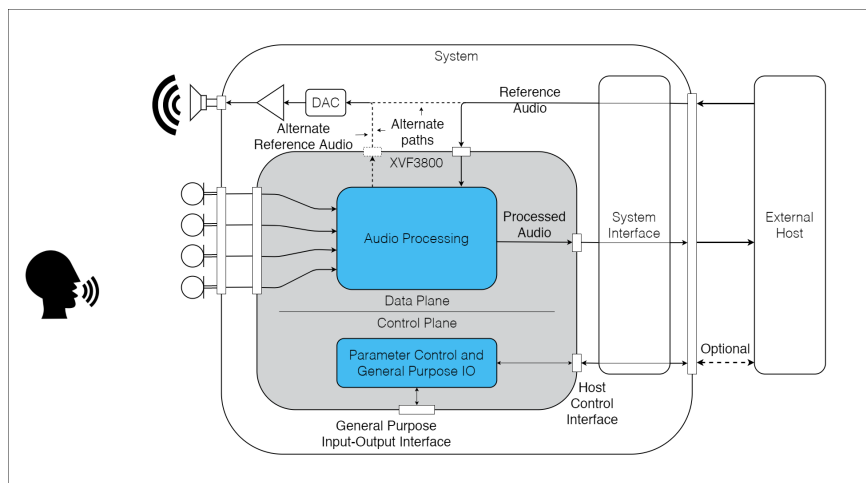 System
Reference
Audio
DAC
Alternate
Reference Audio
Alternate
paths
XVF3800
Audio Processing
Processed
Audio
System
Interface
External
Host
Data Plane
Control Plane
Parameter Control and
General Purpose IO
Optional
Host
Control
Interface
General Purpose
Input-Output Interface